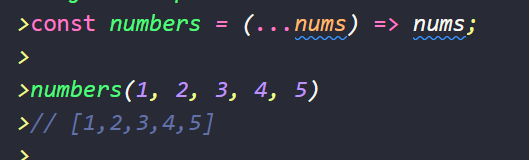 >const numbers = (...nums) => nums;
>
>numbers(1, 2, 3, 4, 5)
>// [1,2,3,4,5]
>